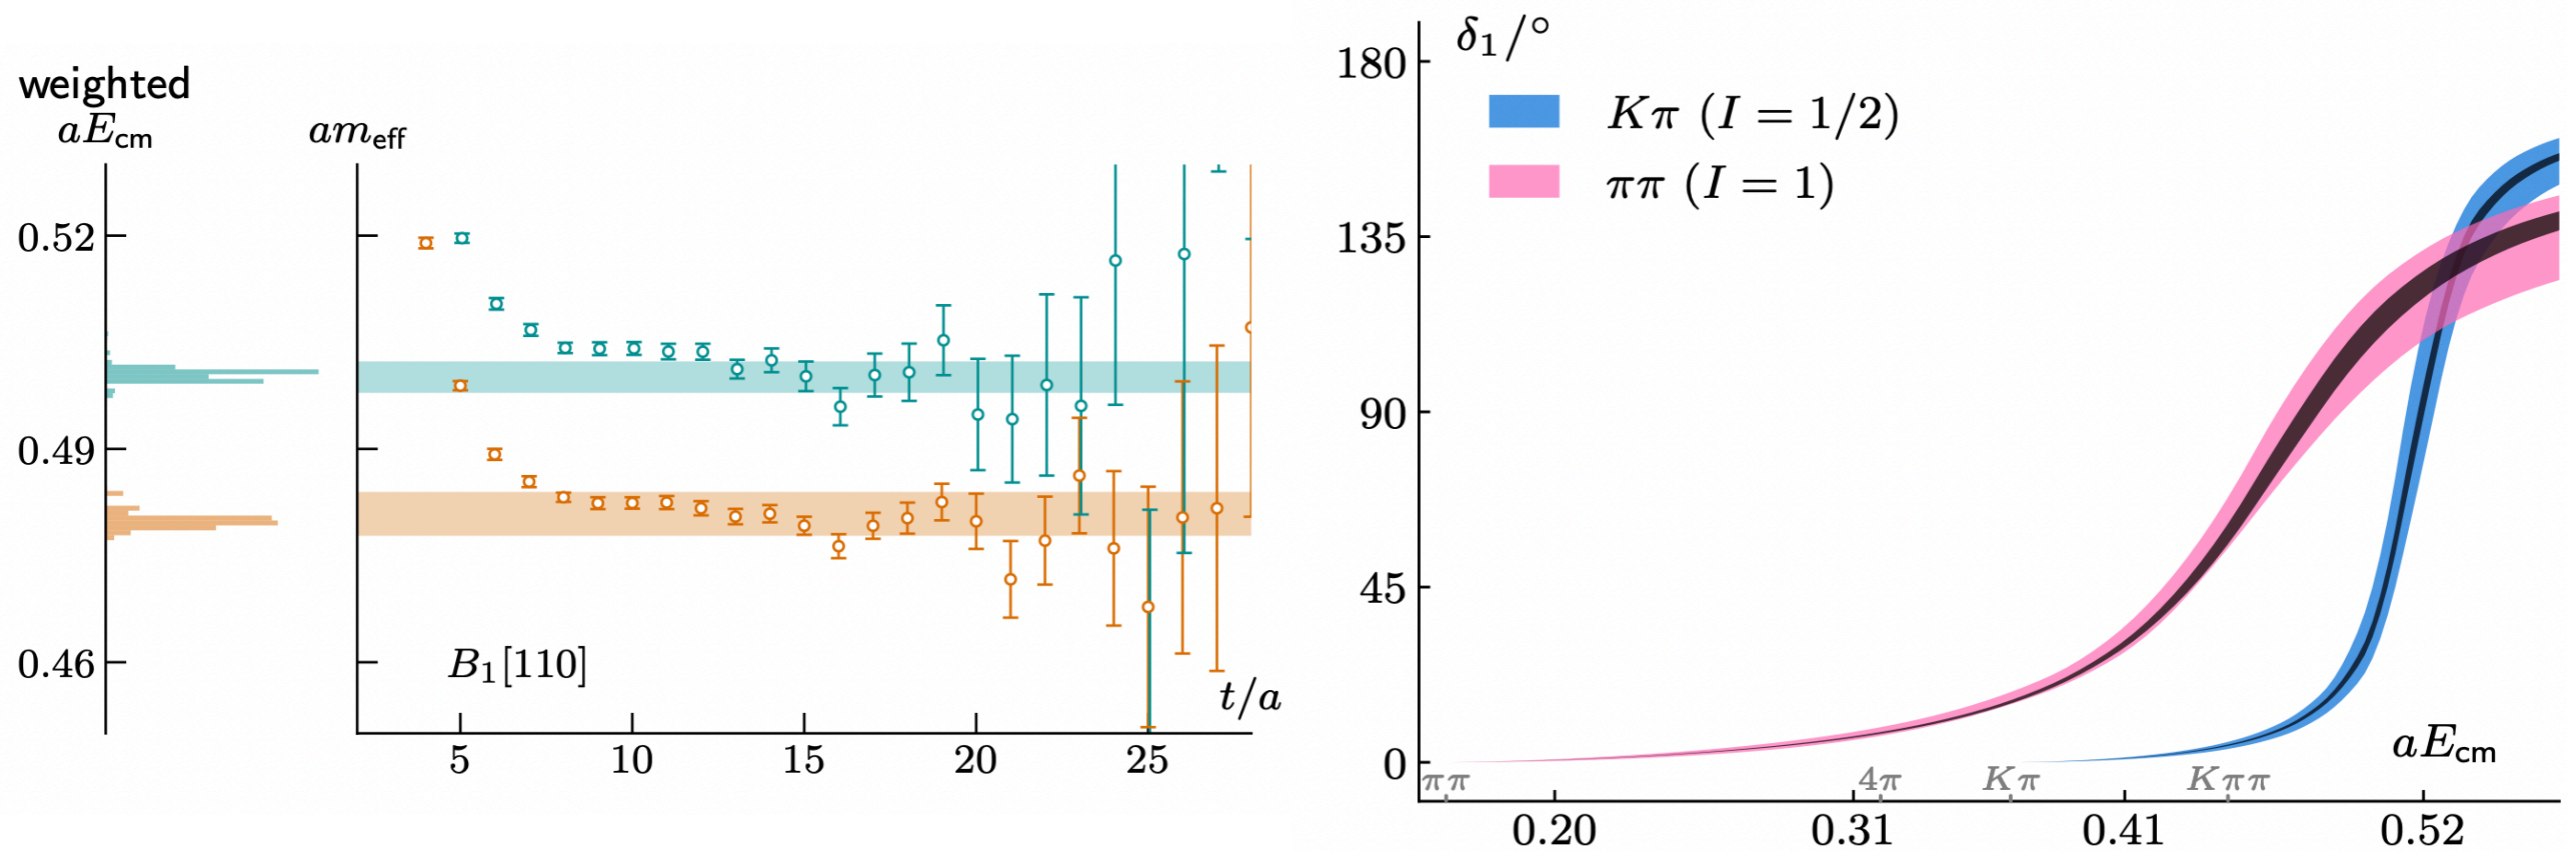 weighted
aE_cm
am_eff
0.52
0.49
0.46
B₁[110]
t/a
5 10 15 20 25
δ₁/°
180
Kπ (I = 1/2)
ππ (I = 1)
135
90
45
0
aE_cm
ππ 4π Kπ Kππ
0.20 0.31 0.41 0.52